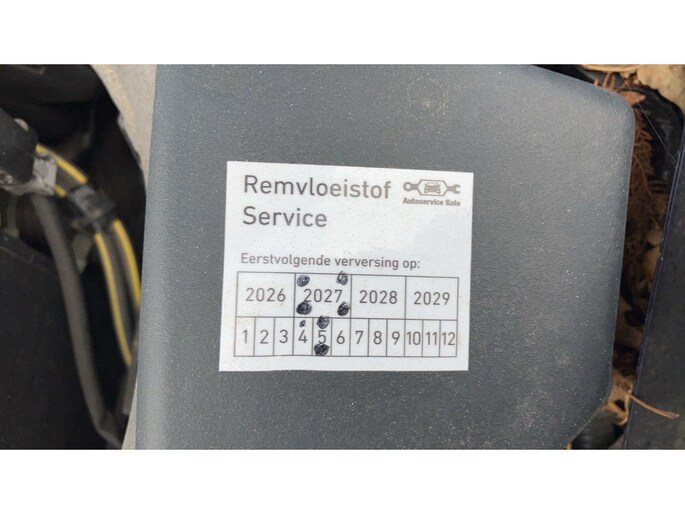 Remvloeistof
Service
Autoservice Kolo
Eerstvolgende verversing op:
2026 2027 2028 2029
1 2 3 4 5 6 7 8 9 10 11 12